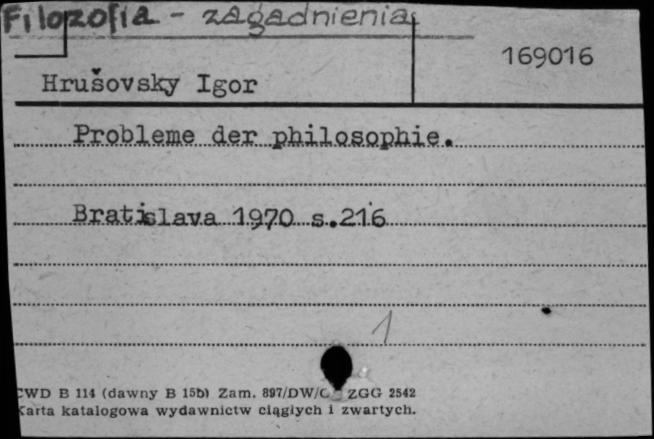 Filozofia - zagadnienia
169016
Hrušovsky Igor
Probleme der philosophie.
Bratislava 1970 s.216
1
CWD B 114 (dawny B 15b) Zam. 897/DW/ ZGG 2542
Karta katalogowa wydawnictw ciągłych i zwartych.